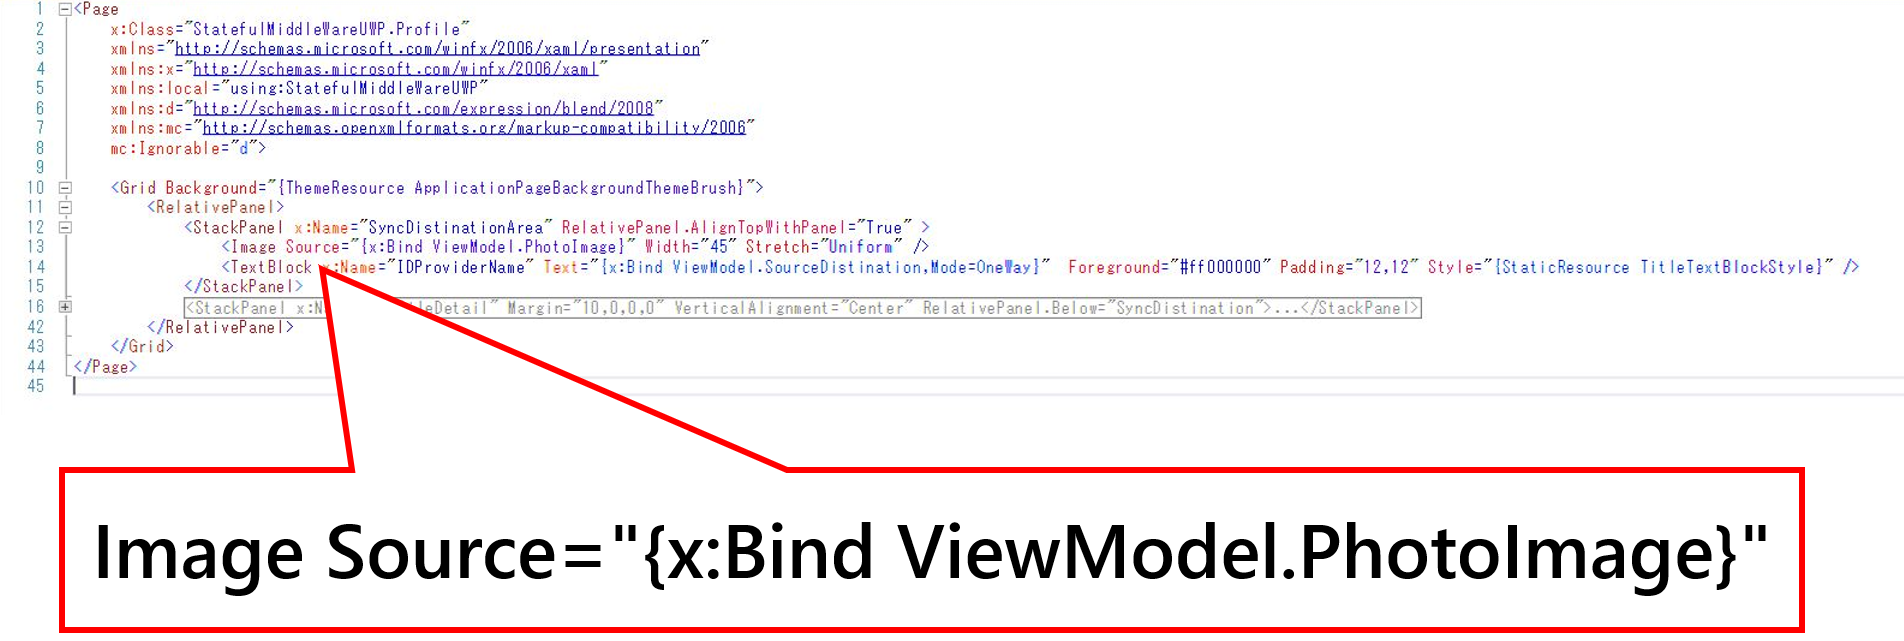 1 <Page
2 x:Class="StatefulMiddleWareUWP.Profile"
3 xmlns="http://schemas.microsoft.com/winfx/2006/xaml/presentation"
4 xmlns:x="http://schemas.microsoft.com/winfx/2006/xaml"
5 xmlns:local="using:StatefulMiddleWareUWP"
6 xmlns:d="http://schemas.microsoft.com/expression/blend/2008"
7 xmlns:mc="http://schemas.openxmlformats.org/markup-compatibility/2006"
8 mc:Ignorable="d">
9
10 <Grid Background="{ThemeResource ApplicationPageBackgroundThemeBrush}">
11 <RelativePanel>
12 <StackPanel x:Name="SyncDistinationArea" RelativePanel.AlignTopWithPanel="True" >
13 <Image Source="{x:Bind ViewModel.PhotoImage}" Width="45" Stretch="Uniform" />
14 <TextBlock x:Name="IDProviderName" Text="{x:Bind ViewModel.SourceDistination,Mode=OneWay}" Foreground="#ff000000" Padding="12,12" Style="{StaticResource TitleTextBlockStyle}" />
15 </StackPanel>
16 <StackPanel x:N leDetail" Margin="10,0,0,0" VerticalAlignment="Center" RelativePanel.Below="SyncDistination">...</StackPanel>
42 </RelativePanel>
43 </Grid>
44 </Page>
45
Image Source="{x:Bind ViewModel.PhotoImage}"